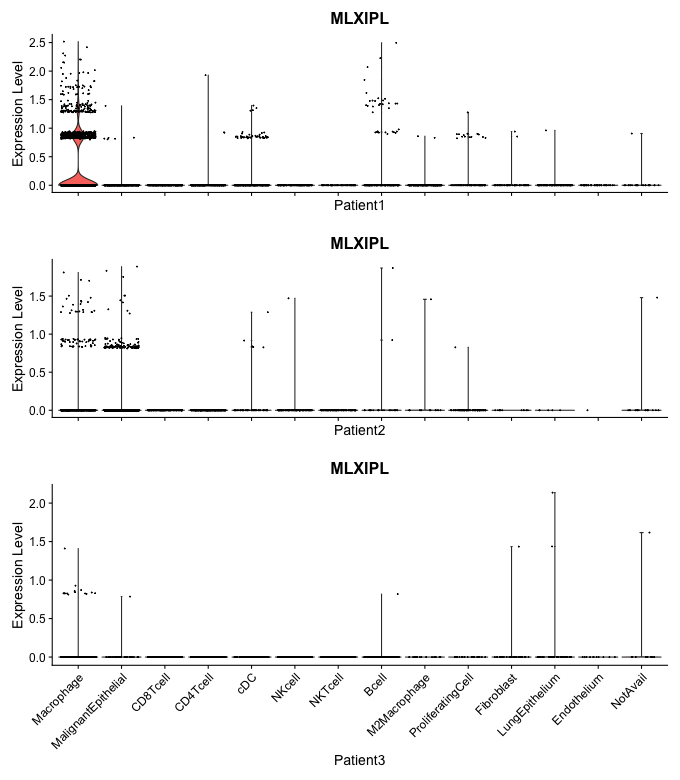 MLXIPL
Expression Level
2.5
2.0
1.5
1.0
0.5
0.0
Patient1
MLXIPL
Expression Level
1.5
1.0
0.5
0.0
Patient2
MLXIPL
Expression Level
2.0
1.5
1.0
0.5
0.0
Macrophage
MalignantEpithelial
CD8Tcell
CD4Tcell
cDC
NKcell
NKTcell
Bcell
M2Macrophage
ProliferatingCell
Fibroblast
LungEpithelium
Endothelium
NotAvail
Patient3